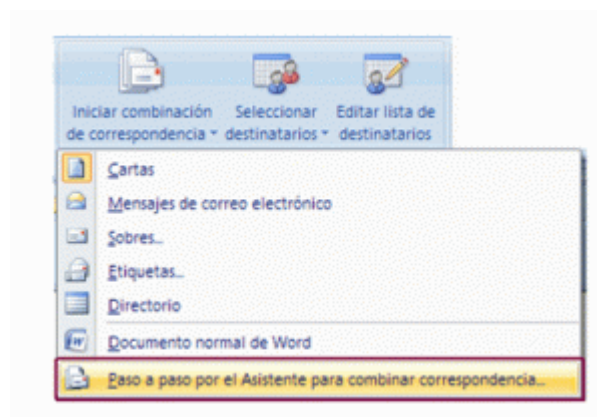 Iniciar combinación Seleccionar Editar lista de
de correspondencia destinatarios destinatarios
Cartas
Mensajes de correo electrónico
Sobres...
Etiquetas...
Directorio
Documento normal de Word
Paso a paso por el Asistente para combinar correspondencia...